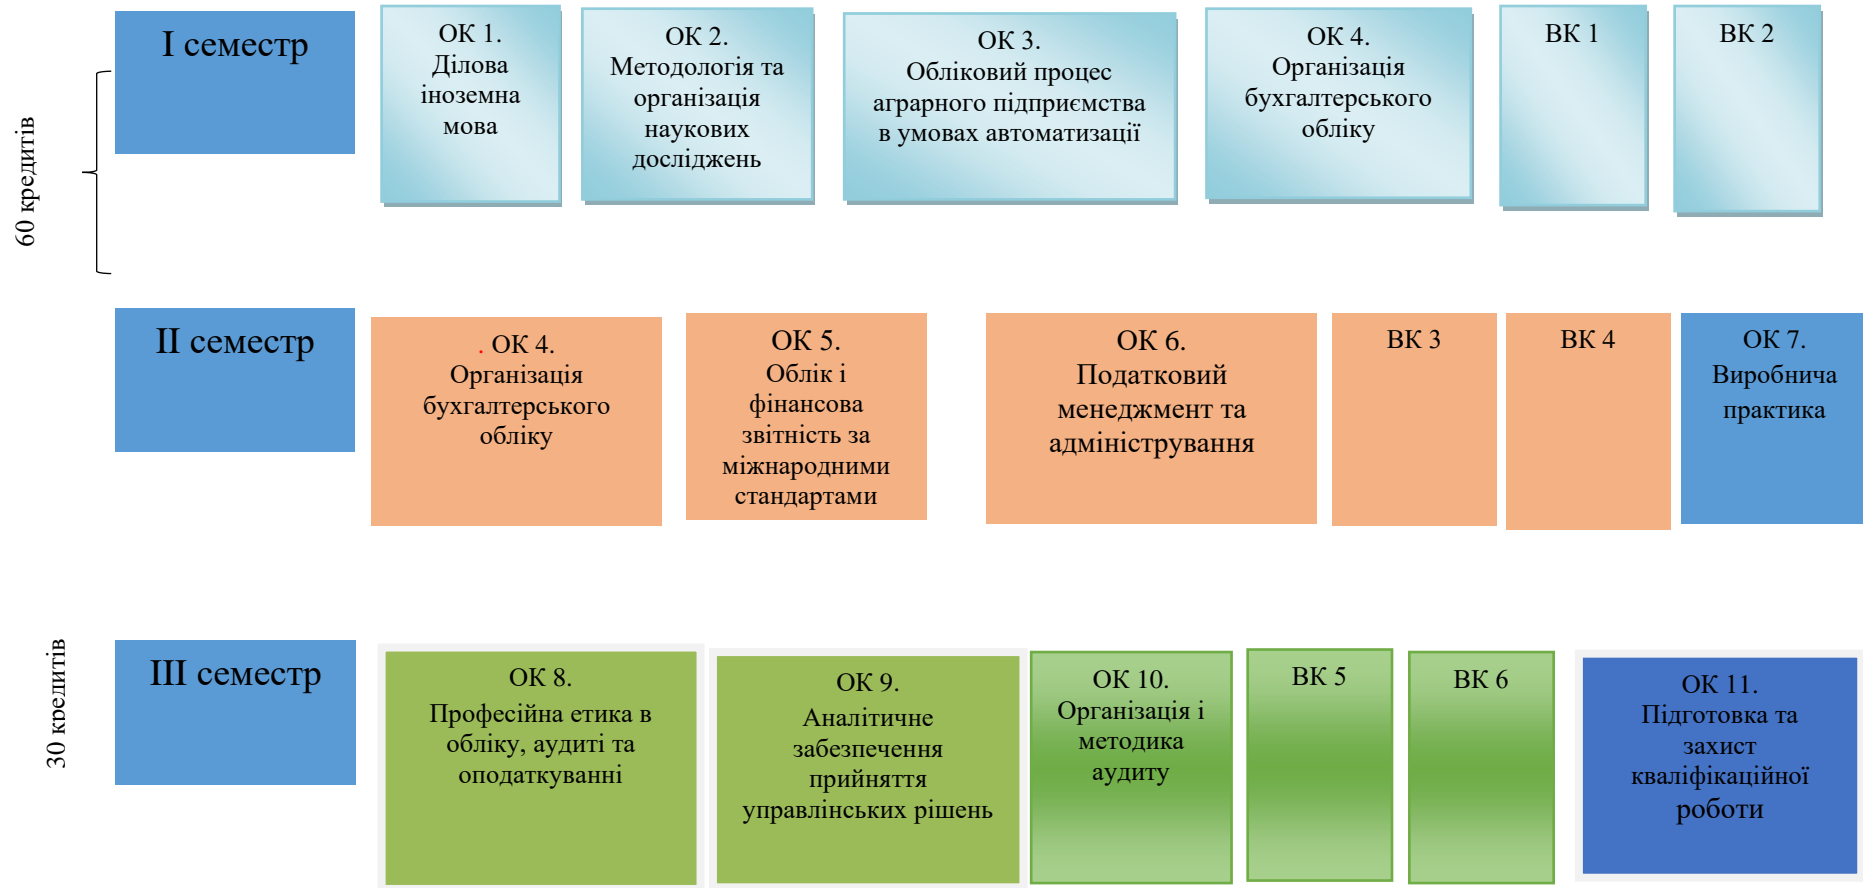 60 кредитів
І семестр
ОК 1.
Ділова
іноземна
мова
ОК 2.
Методологія та
організація
наукових
досліджень
ОК 3.
Обліковий процес
аграрного підприємства
в умовах автоматизації
ОК 4.
Організація
бухгалтерського
обліку
ВК 1
ВК 2
ІІ семестр
. ОК 4.
Організація
бухгалтерського
обліку
ОК 5.
Облік і
фінансова
звітність за
міжнародними
стандартами
ОК 6.
Податковий
менеджмент та
адміністрування
ВК 3
ВК 4
ОК 7.
Виробнича
практика
30 кредитів
ІІІ семестр
ОК 8.
Професійна етика в
обліку, аудиті та
оподаткуванні
ОК 9.
Аналітичне
забезпечення
прийняття
управлінських рішень
ОК 10.
Організація і
методика
аудиту
ВК 5
ВК 6
ОК 11.
Підготовка та
захист
кваліфікаційної
роботи